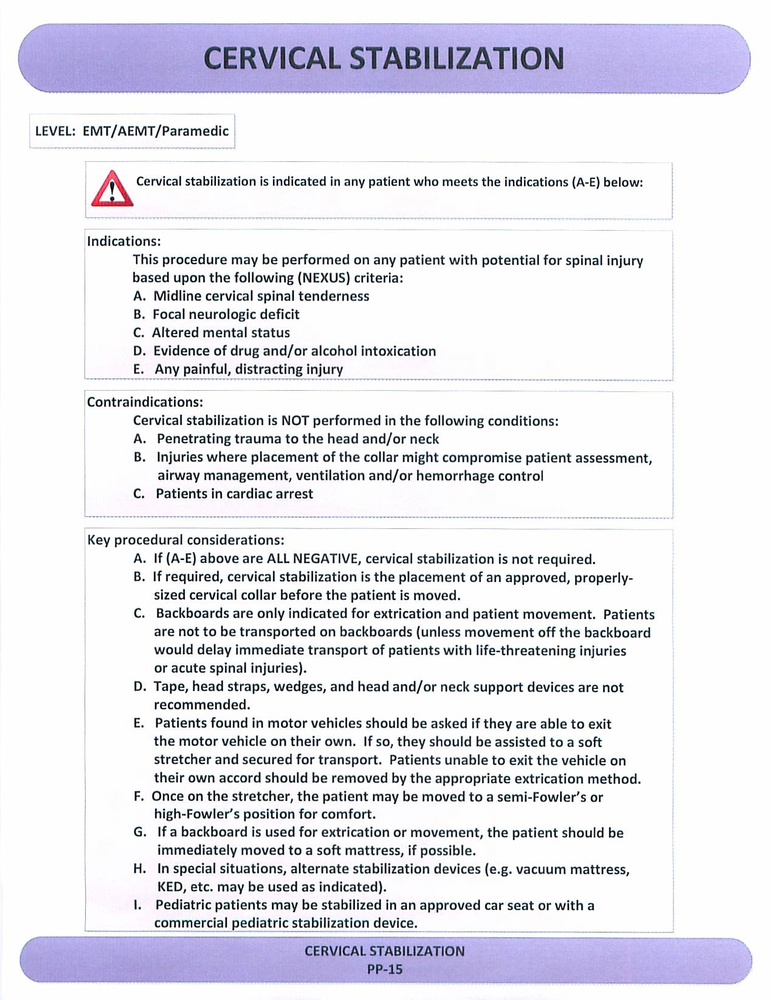 CERVICAL STABILIZATION
LEVEL: EMT/AEMT/Paramedic
Cervical stabilization is indicated in any patient who meets the indications (A-E) below:
Indications:
This procedure may be performed on any patient with potential for spinal injury
based upon the following (NEXUS) criteria:
A. Midline cervical spinal tenderness
B. Focal neurologic deficit
C. Altered mental status
D. Evidence of drug and/or alcohol intoxication
E. Any painful, distracting injury
Contraindications:
Cervical stabilization is NOT performed in the following conditions:
A. Penetrating trauma to the head and/or neck
B. Injuries where placement of the collar might compromise patient assessment,
airway management, ventilation and/or hemorrhage control
C. Patients in cardiac arrest
Key procedural considerations:
A. If (A-E) above are ALL NEGATIVE, cervical stabilization is not required.
B. If required, cervical stabilization is the placement of an approved, properly-
sized cervical collar before the patient is moved.
C. Backboards are only indicated for extrication and patient movement. Patients
are not to be transported on backboards (unless movement off the backboard
would delay immediate transport of patients with life-threatening injuries
or acute spinal injuries).
D. Tape, head straps, wedges, and head and/or neck support devices are not
recommended.
E. Patients found in motor vehicles should be asked if they are able to exit
the motor vehicle on their own. If so, they should be assisted to a soft
stretcher and secured for transport. Patients unable to exit the vehicle on
their own accord should be removed by the appropriate extrication method.
F. Once on the stretcher, the patient may be moved to a semi-Fowler's or
high-Fowler's position for comfort.
G. If a backboard is used for extrication or movement, the patient should be
immediately moved to a soft mattress, if possible.
H. In special situations, alternate stabilization devices (e.g. vacuum mattress,
KED, etc. may be used as indicated).
I. Pediatric patients may be stabilized in an approved car seat or with a
commercial pediatric stabilization device.
CERVICAL STABILIZATION
PP-15